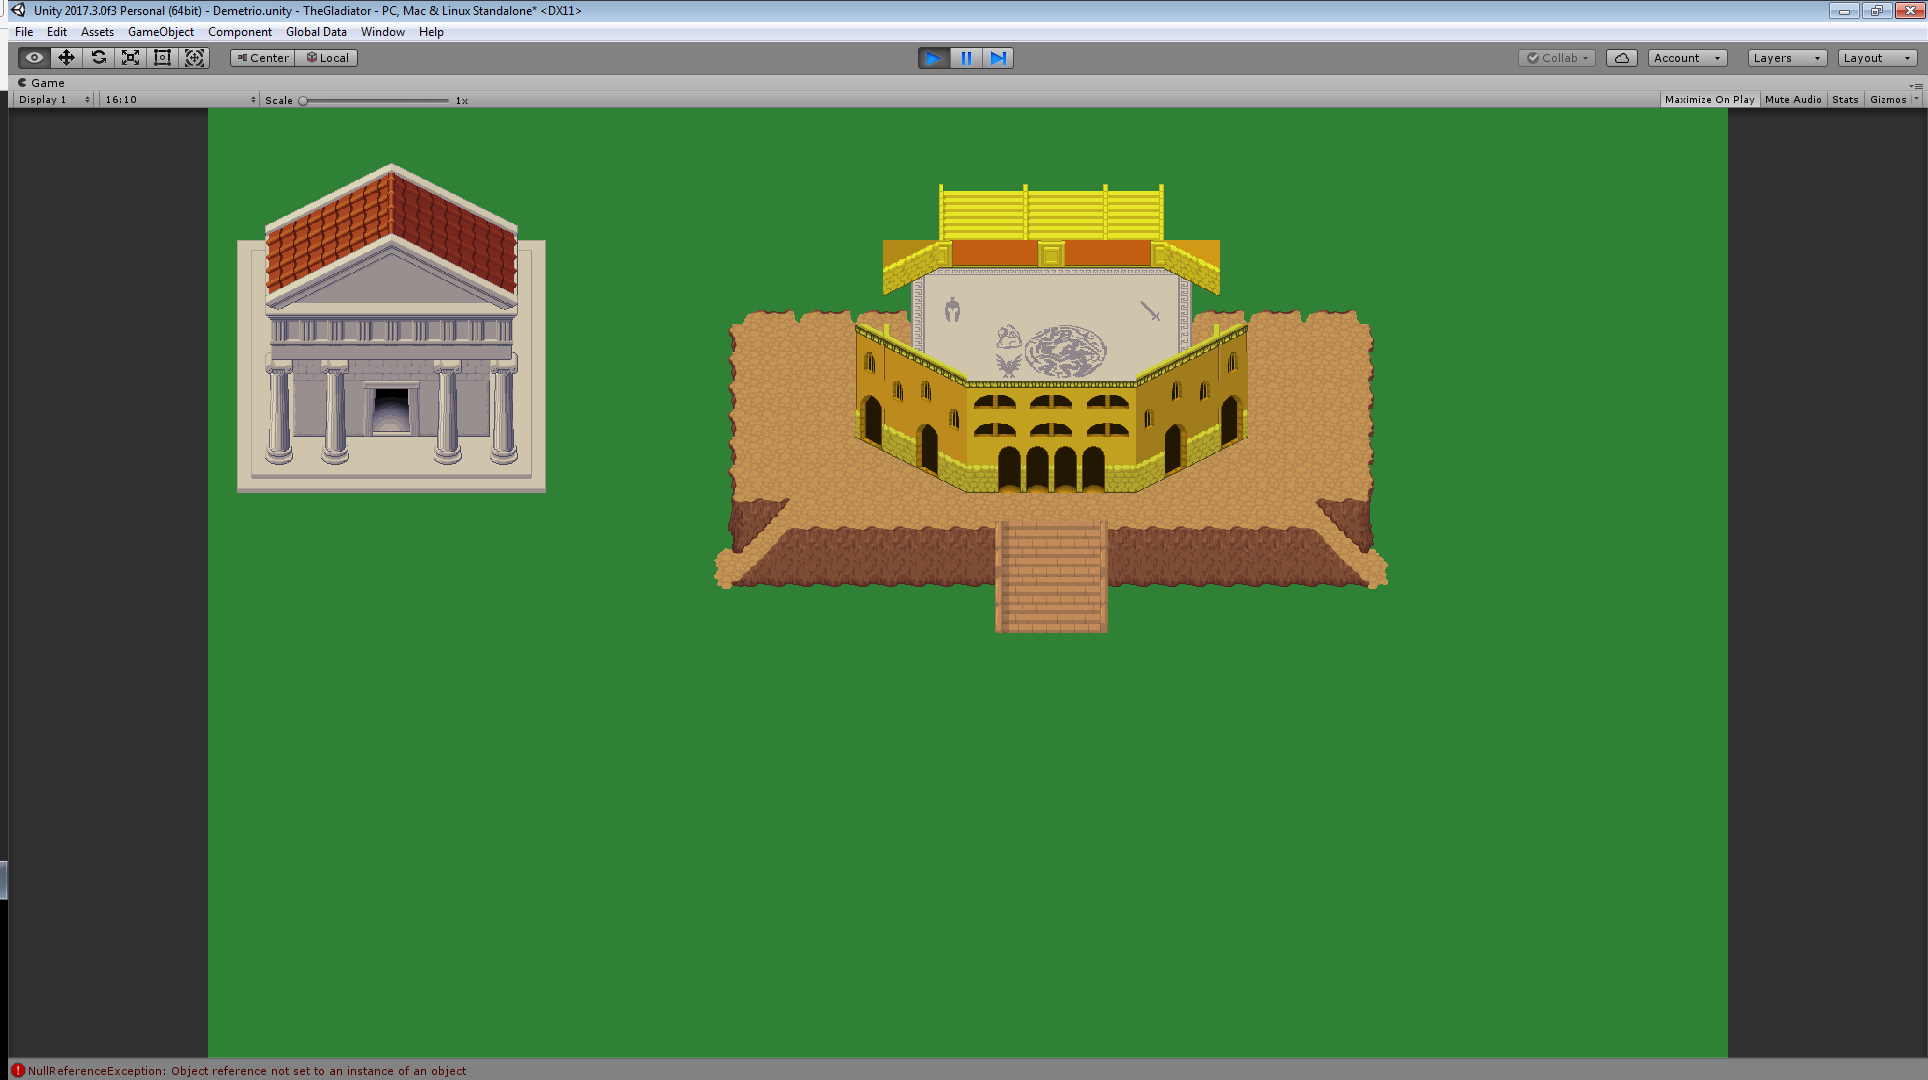 Unity 2017.3.0f3 Personal (64bit) - Demetrio.unity - TheGladiator - PC, Mac & Linux Standalone* <DX11>
File Edit Assets GameObject Component Global Data Window Help
Center Local Collab Account Layers Layout
Game
Display 1 16:10 Scale 1x Maximize On Play Mute Audio Stats Gizmos
NullReferenceException: Object reference not set to an instance of an object